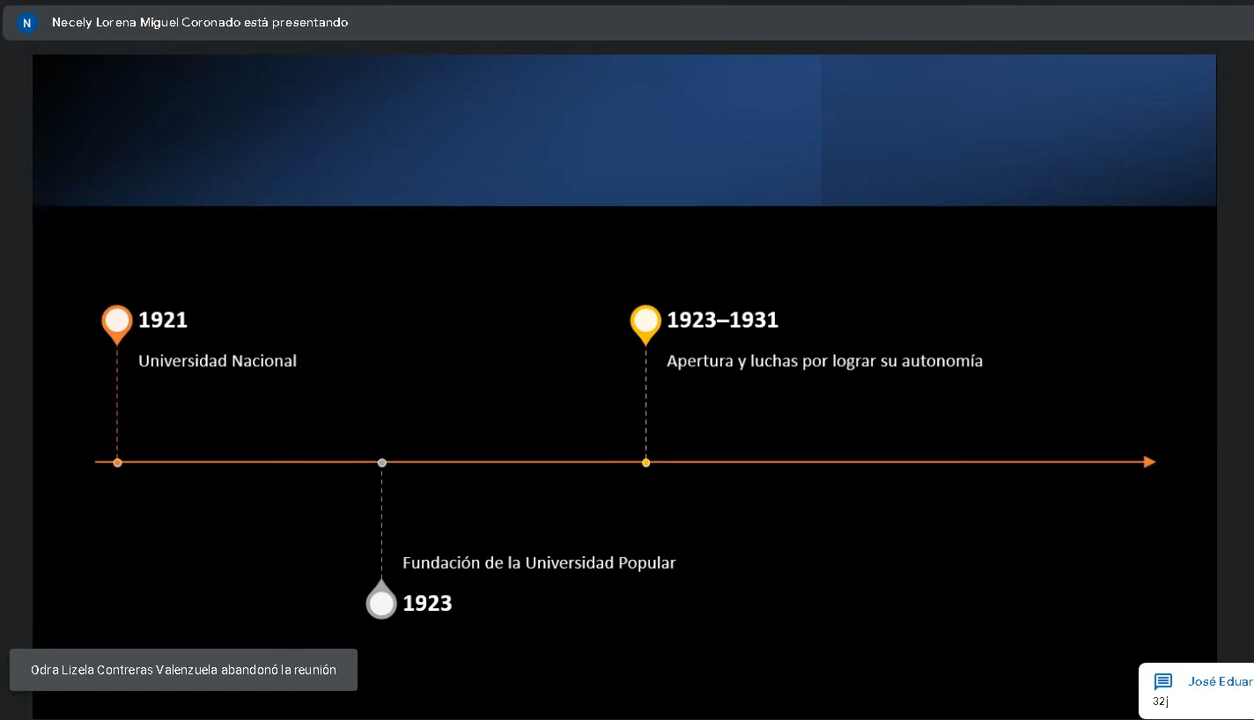 N
Necely Lorena Miguel Coronado está presentando
1921
Universidad Nacional
1923–1931
Apertura y luchas por lograr su autonomía
Fundación de la Universidad Popular
1923
Odra Lizela Contreras Valenzuela abandonó la reunión
José Eduar
32j